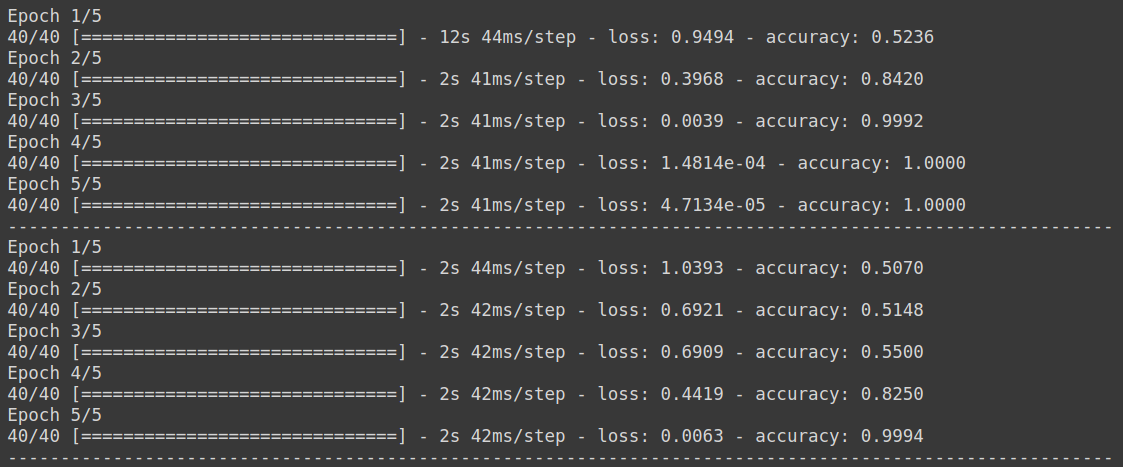 Epoch 1/5
40/40 [==============================] - 12s 44ms/step - loss: 0.9494 - accuracy: 0.5236
Epoch 2/5
40/40 [==============================] - 2s 41ms/step - loss: 0.3968 - accuracy: 0.8420
Epoch 3/5
40/40 [==============================] - 2s 41ms/step - loss: 0.0039 - accuracy: 0.9992
Epoch 4/5
40/40 [==============================] - 2s 41ms/step - loss: 1.4814e-04 - accuracy: 1.0000
Epoch 5/5
40/40 [==============================] - 2s 41ms/step - loss: 4.7134e-05 - accuracy: 1.0000
---------------------------------------------------------------------------------------------------------
Epoch 1/5
40/40 [==============================] - 2s 44ms/step - loss: 1.0393 - accuracy: 0.5070
Epoch 2/5
40/40 [==============================] - 2s 42ms/step - loss: 0.6921 - accuracy: 0.5148
Epoch 3/5
40/40 [==============================] - 2s 42ms/step - loss: 0.6909 - accuracy: 0.5500
Epoch 4/5
40/40 [==============================] - 2s 42ms/step - loss: 0.4419 - accuracy: 0.8250
Epoch 5/5
40/40 [==============================] - 2s 42ms/step - loss: 0.0063 - accuracy: 0.9994
---------------------------------------------------------------------------------------------------------